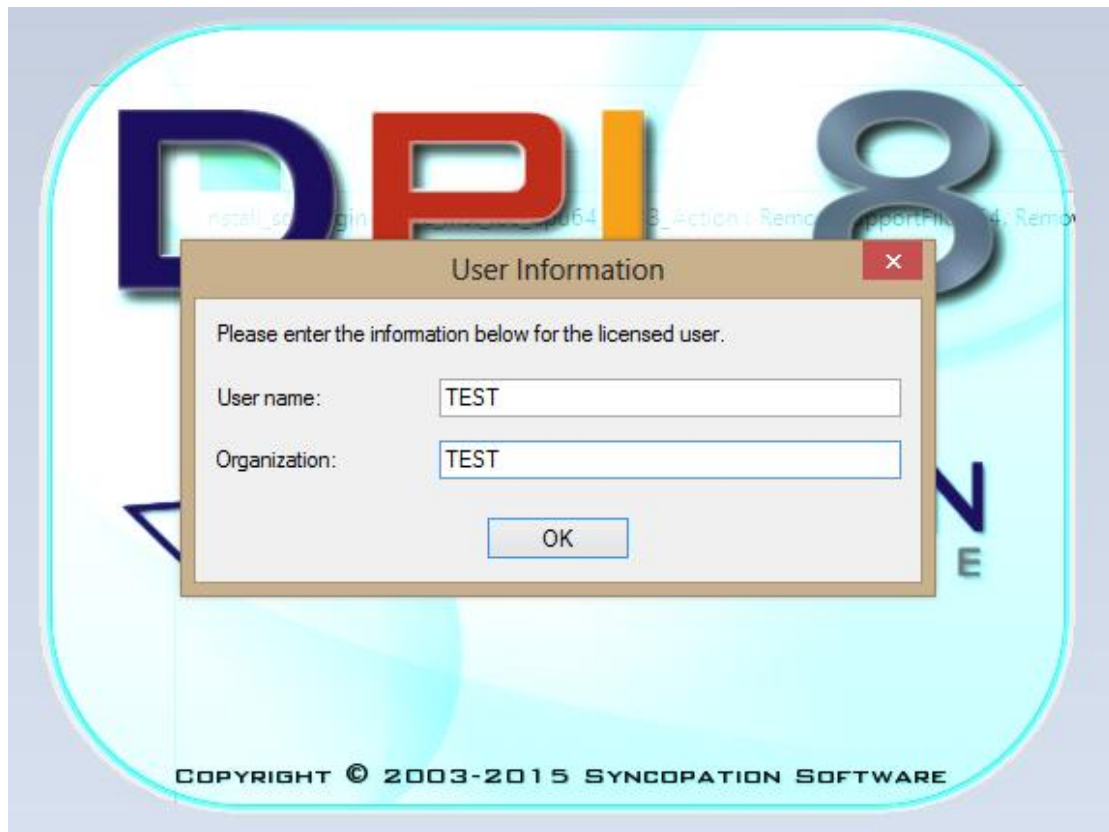 DPL 8
User Information
Please enter the information below for the licensed user.
User name: TEST
Organization: TEST
OK
N
E
COPYRIGHT © 2003-2015 SYNCOPATION SOFTWARE